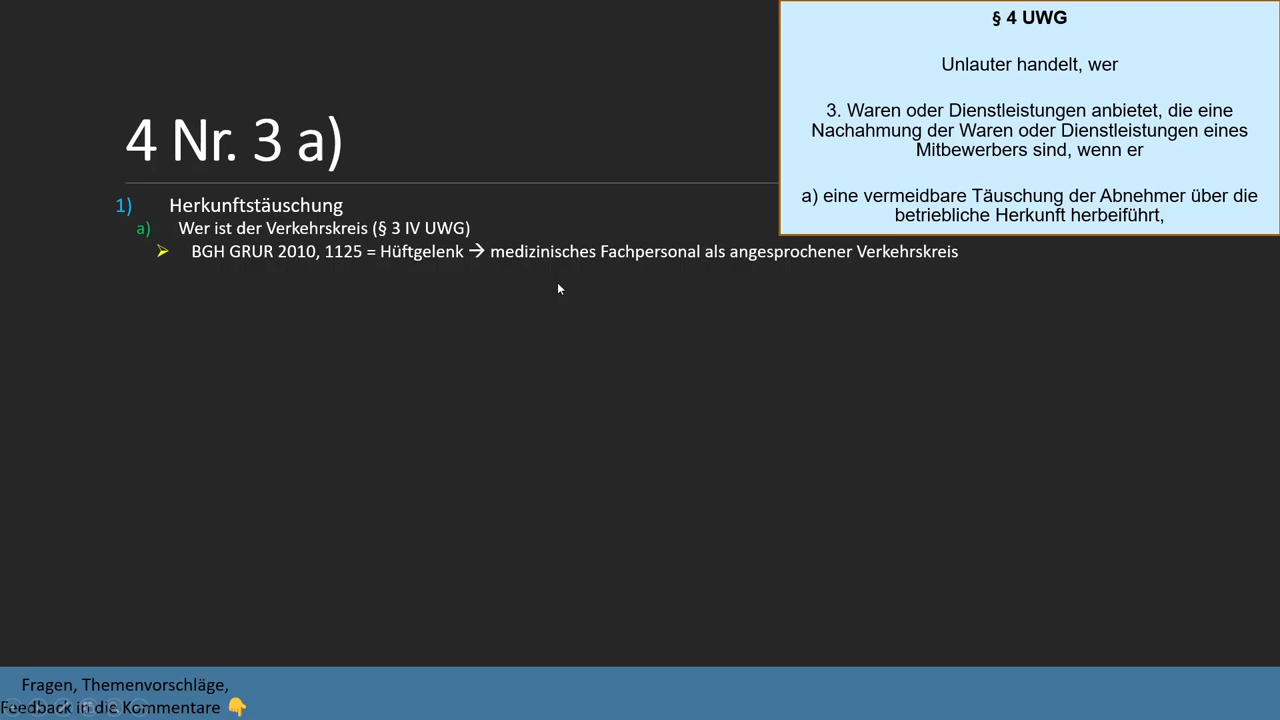 § 4 UWG
Unlauter handelt, wer
3. Waren oder Dienstleistungen anbietet, die eine
Nachahmung der Waren oder Dienstleistungen eines
Mitbewerbers sind, wenn er
a) eine vermeidbare Täuschung der Abnehmer über die
betriebliche Herkunft herbeiführt,
4 Nr. 3 a)
1) Herkunftstäuschung
a) Wer ist der Verkehrskreis (§ 3 IV UWG)
➢ BGH GRUR 2010, 1125 = Hüftgelenk → medizinisches Fachpersonal als angesprochener Verkehrskreis
Fragen, Themenvorschläge,
Feedback in die Kommentare 👇